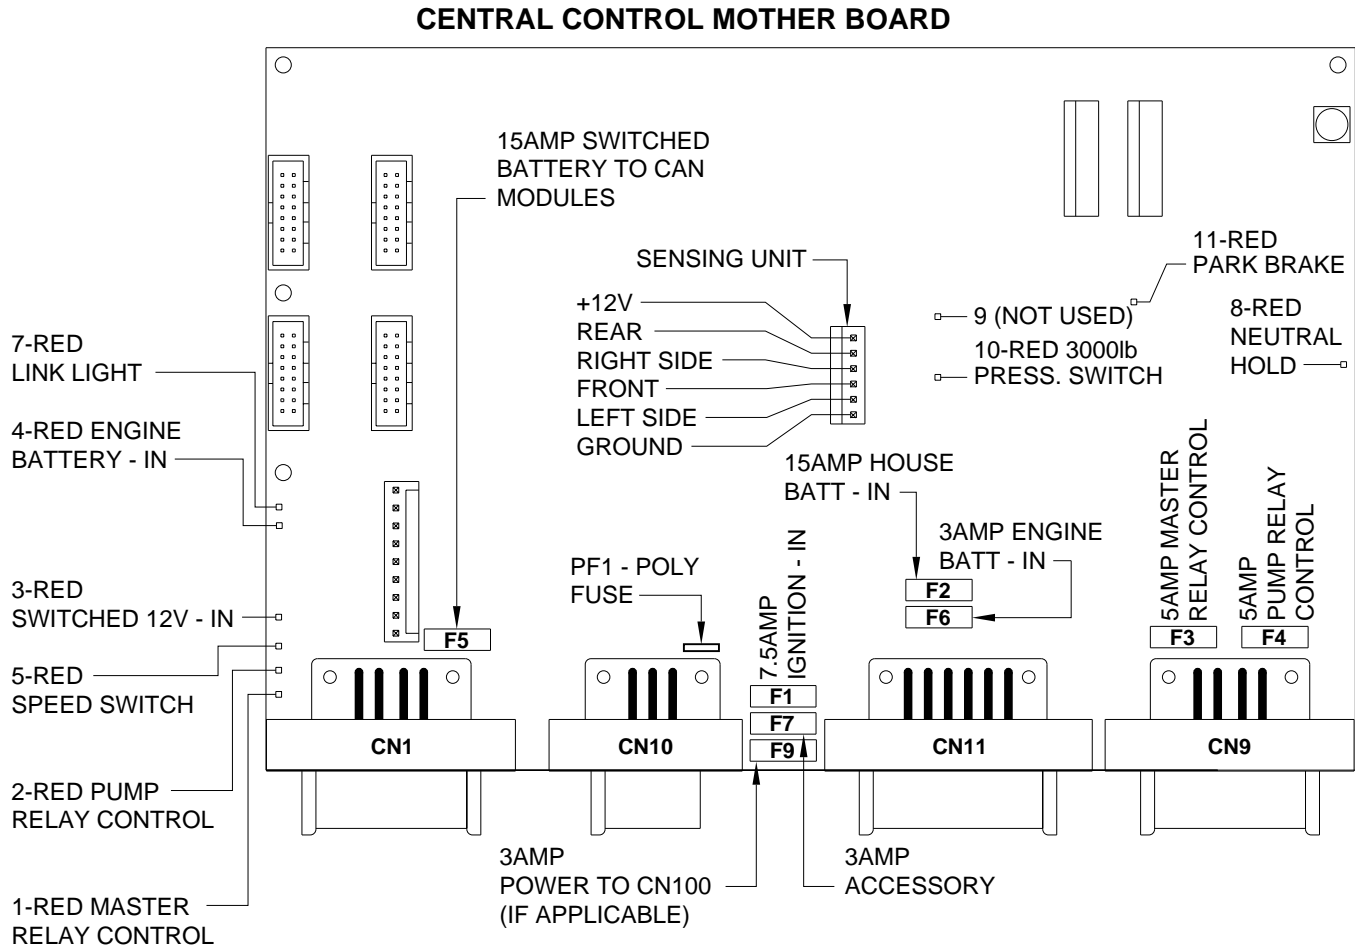 CENTRAL CONTROL MOTHER BOARD
15AMP SWITCHED
BATTERY TO CAN
MODULES
SENSING UNIT
+12V
REAR
RIGHT SIDE
FRONT
LEFT SIDE
GROUND
11-RED
PARK BRAKE
9 (NOT USED)
10-RED 3000lb
PRESS. SWITCH
8-RED
NEUTRAL
HOLD
7-RED
LINK LIGHT
4-RED ENGINE
BATTERY - IN
3-RED
SWITCHED 12V - IN
5-RED
SPEED SWITCH
2-RED PUMP
RELAY CONTROL
1-RED MASTER
RELAY CONTROL
F5
PF1 - POLY
FUSE
7.5AMP
IGNITION - IN
15AMP HOUSE
BATT - IN
3AMP ENGINE
BATT - IN
F2
F6
5AMP MASTER
RELAY CONTROL
5AMP
PUMP RELAY
CONTROL
F3
F4
F1
F7
F9
CN1
CN10
CN11
CN9
3AMP
POWER TO CN100
(IF APPLICABLE)
3AMP
ACCESSORY